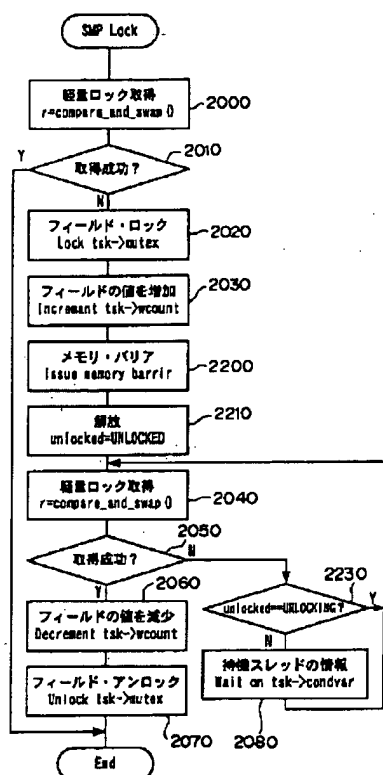 SMP Lock
軽量ロック取得
r=compare_and_swap()
2000
取得成功?
2010
Y
N
フィールド・ロック
Lock tsk->mutex
2020
フィールドの値を増加
Incremant tsk->wcount
2030
メモリ・バリア
Issue memory barrir
2200
解放
unlocked=UNLOCKED
2210
軽量ロック取得
r=compare_and_swap()
2040
取得成功?
2050
N
Y
フィールドの値を減少
Decrement tsk->wcount
2060
unlocked==UNLOCKING?
2230
Y
N
フィールド・アンロック
Unlock tsk->mutex
2070
待機スレッドの情報
Wait on tsk->condvar
2080
End